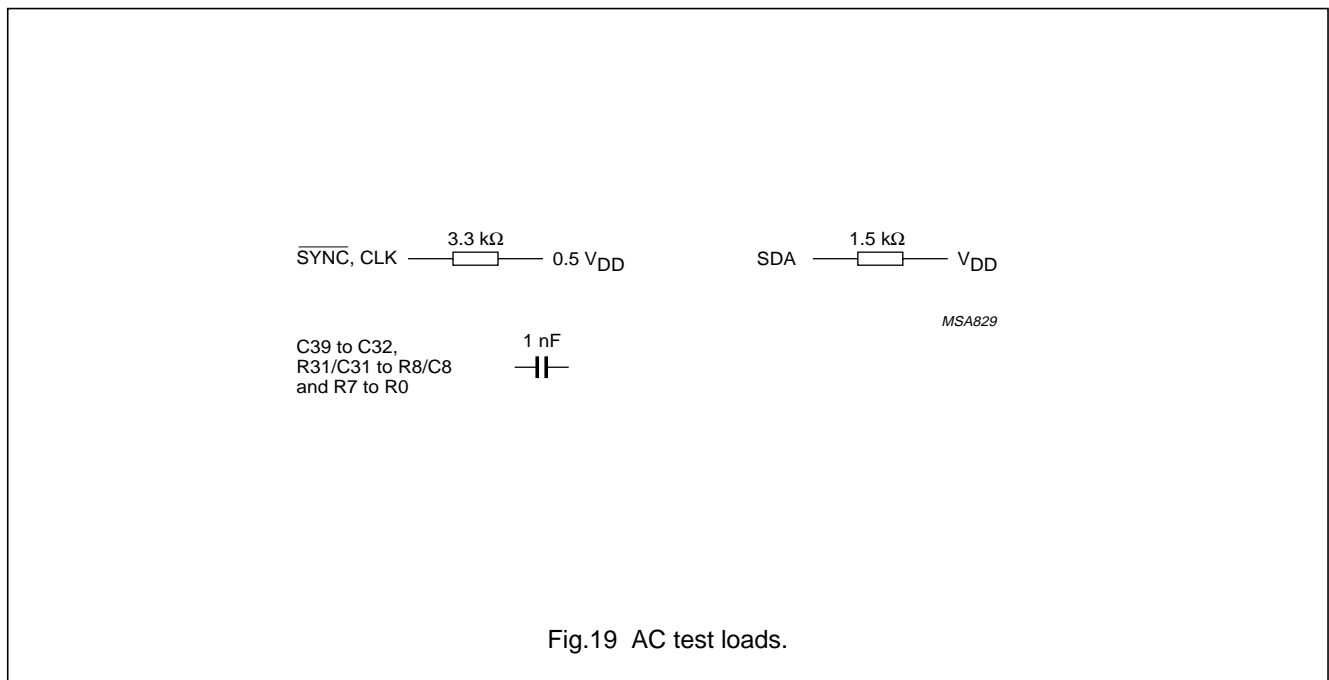 S̅Y̅N̅C̅, CLK 3.3 kΩ 0.5 VDD
SDA 1.5 kΩ VDD
MSA829
C39 to C32,
R31/C31 to R8/C8
and R7 to R0
1 nF
Fig.19 AC test loads.